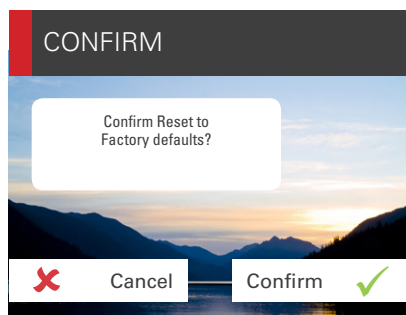 CONFIRM
Confirm Reset to
Factory defaults?
Cancel
Confirm